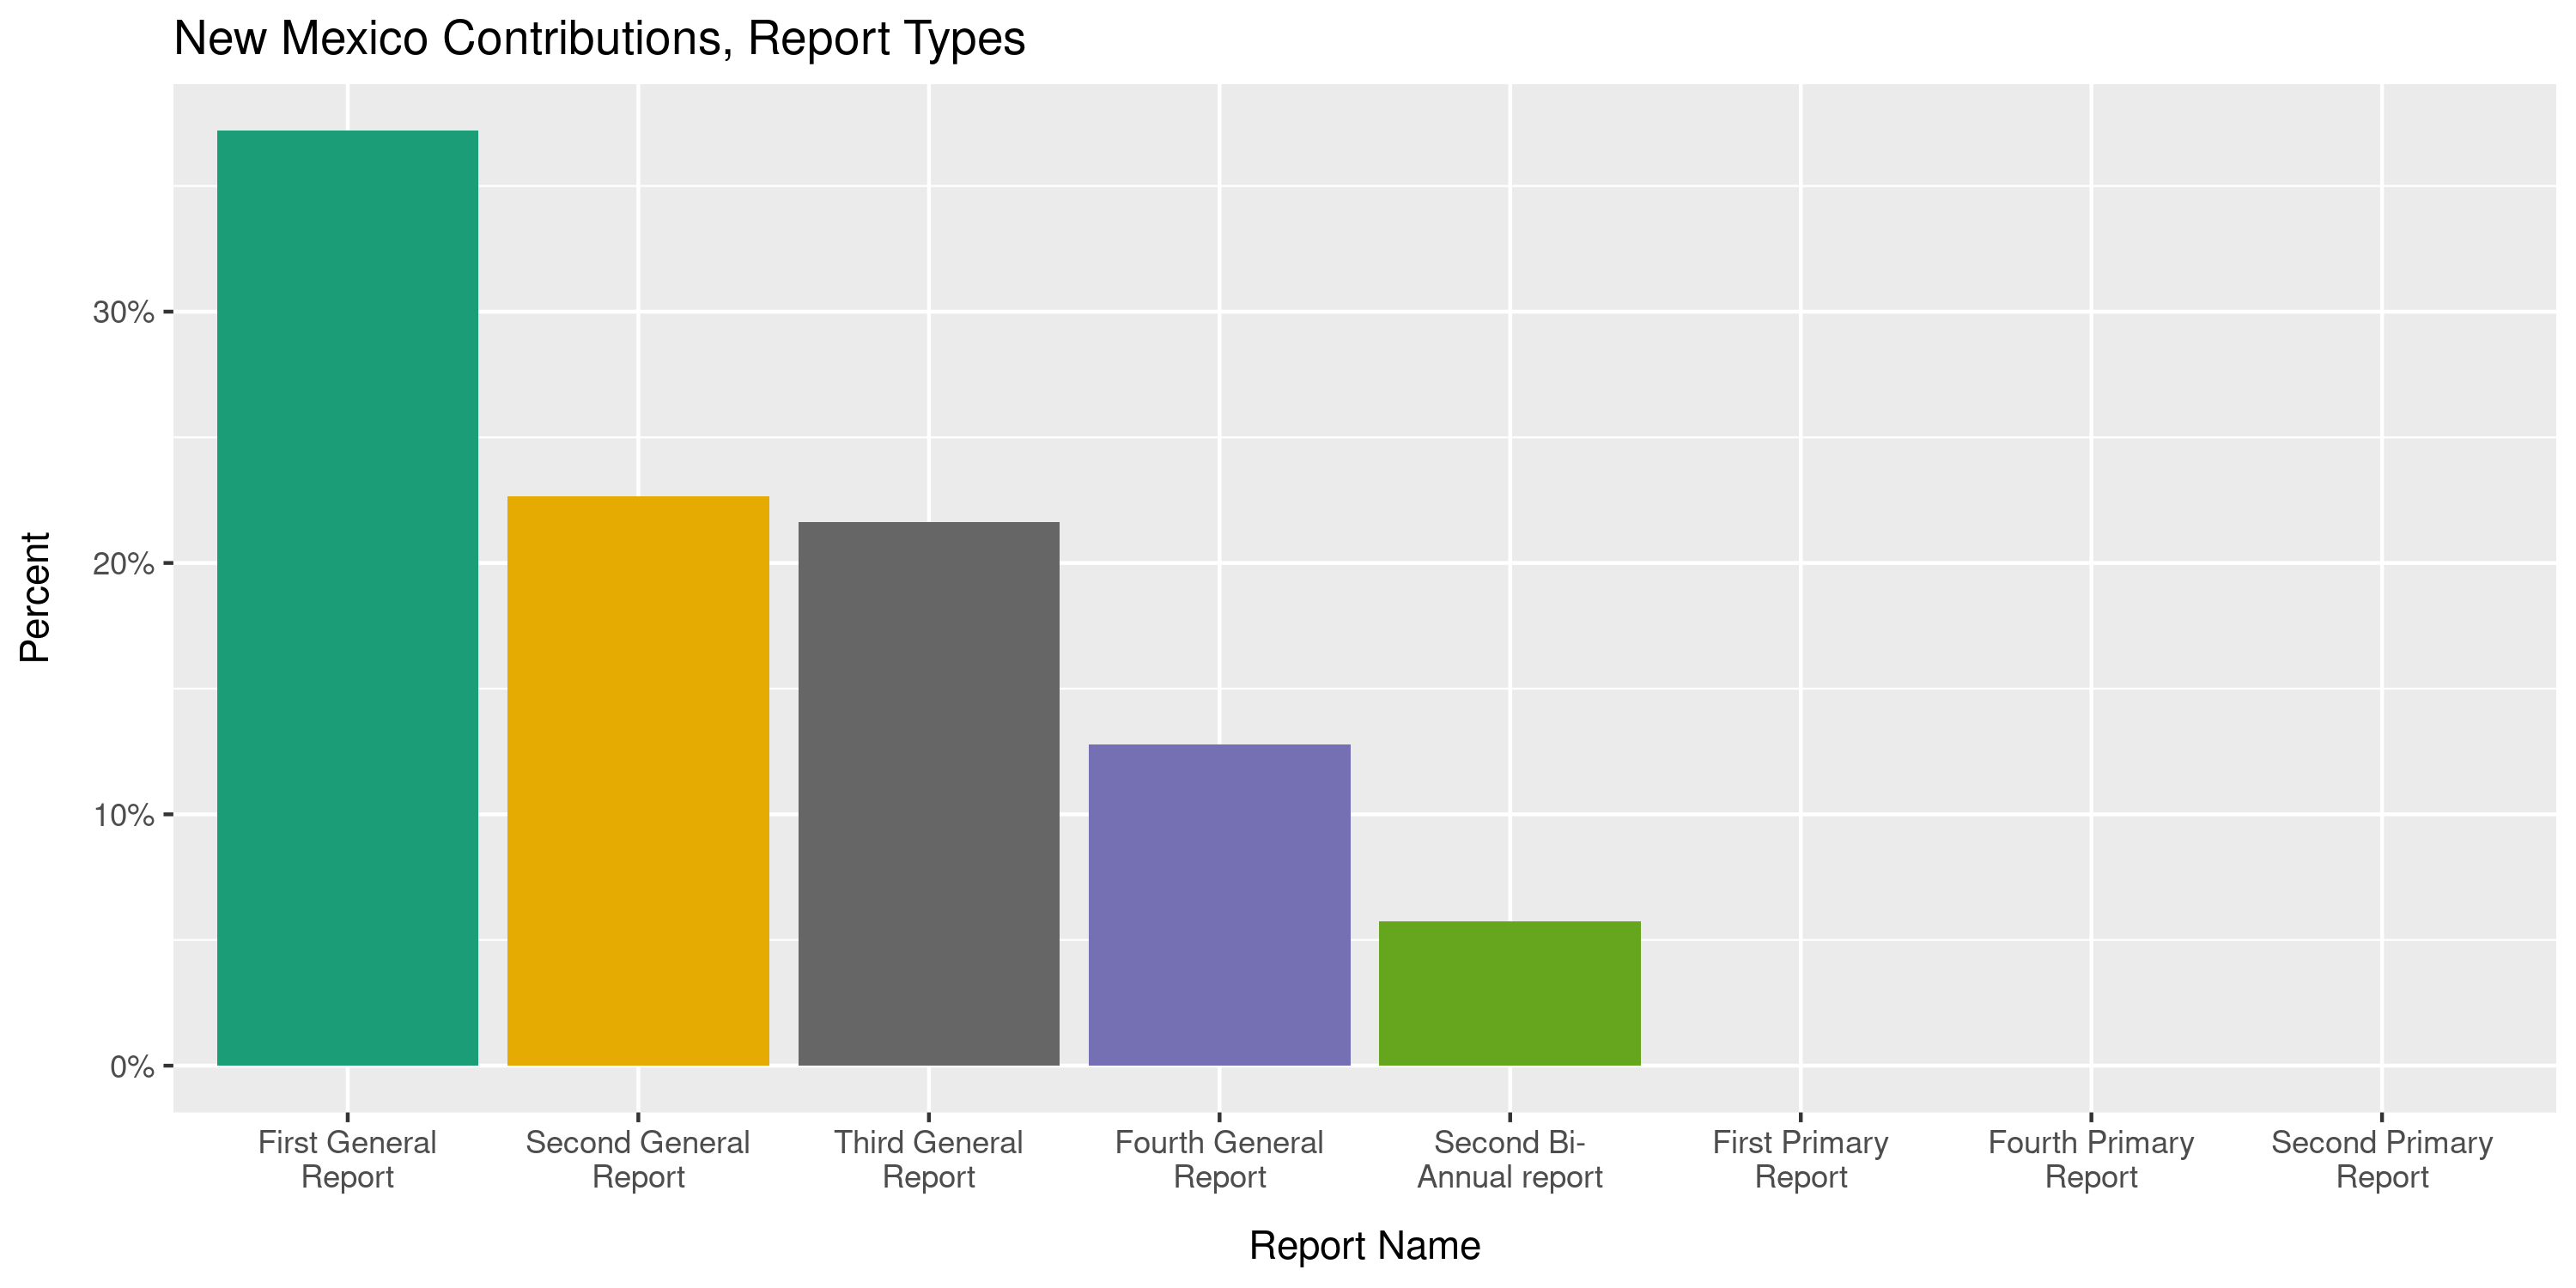 New Mexico Contributions, Report Types
Percent
30%
20%
10%
0%
First General
Report
Second General
Report
Third General
Report
Fourth General
Report
Second Bi-
Annual report
First Primary
Report
Fourth Primary
Report
Second Primary
Report
Report Name